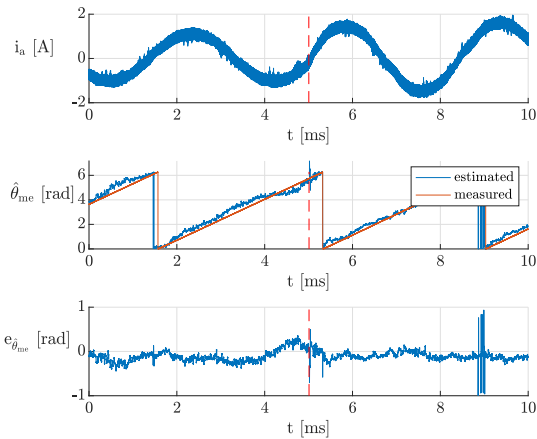 2
i_a [A]
0
-2
0 2 4 6 8 10
t [ms]
6
θ̂_me [rad]
4
2
0
estimated
measured
0 2 4 6 8 10
t [ms]
1
e_θ̂_me [rad]
0
-1
0 2 4 6 8 10
t [ms]